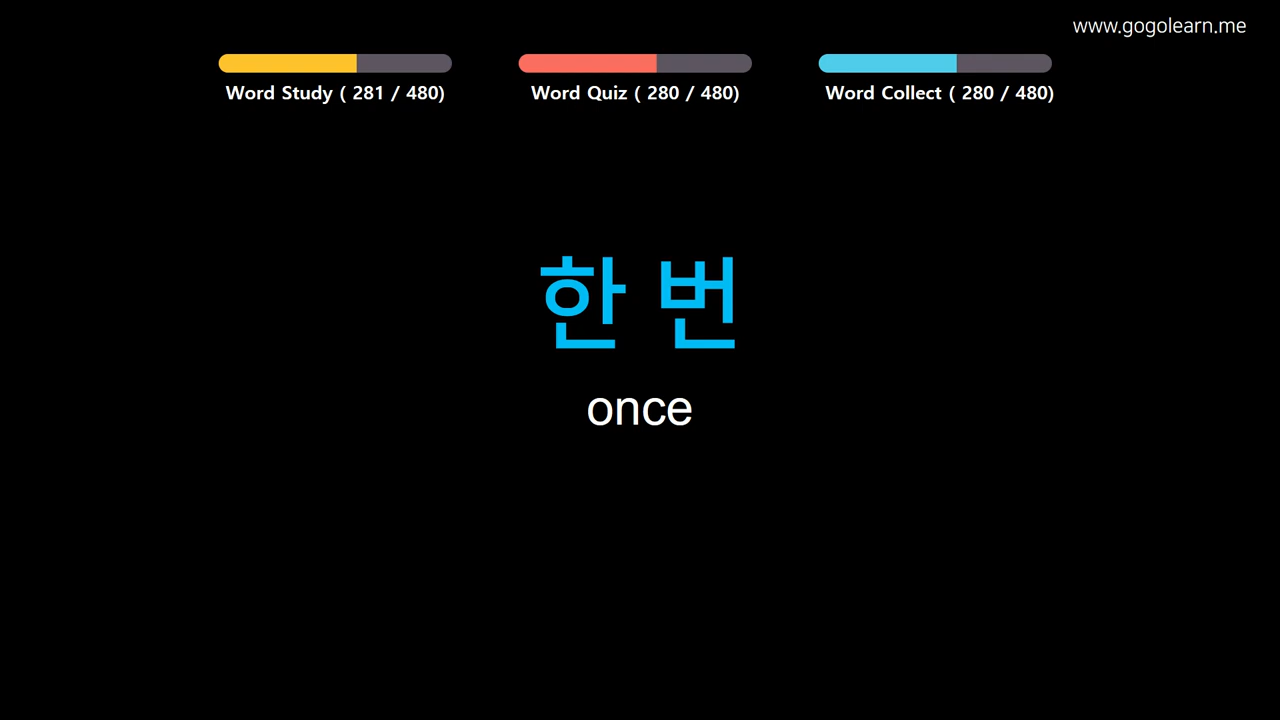 www.gogolearn.me
Word Study ( 281 / 480)
Word Quiz ( 280 / 480)
Word Collect ( 280 / 480)
한 번
once